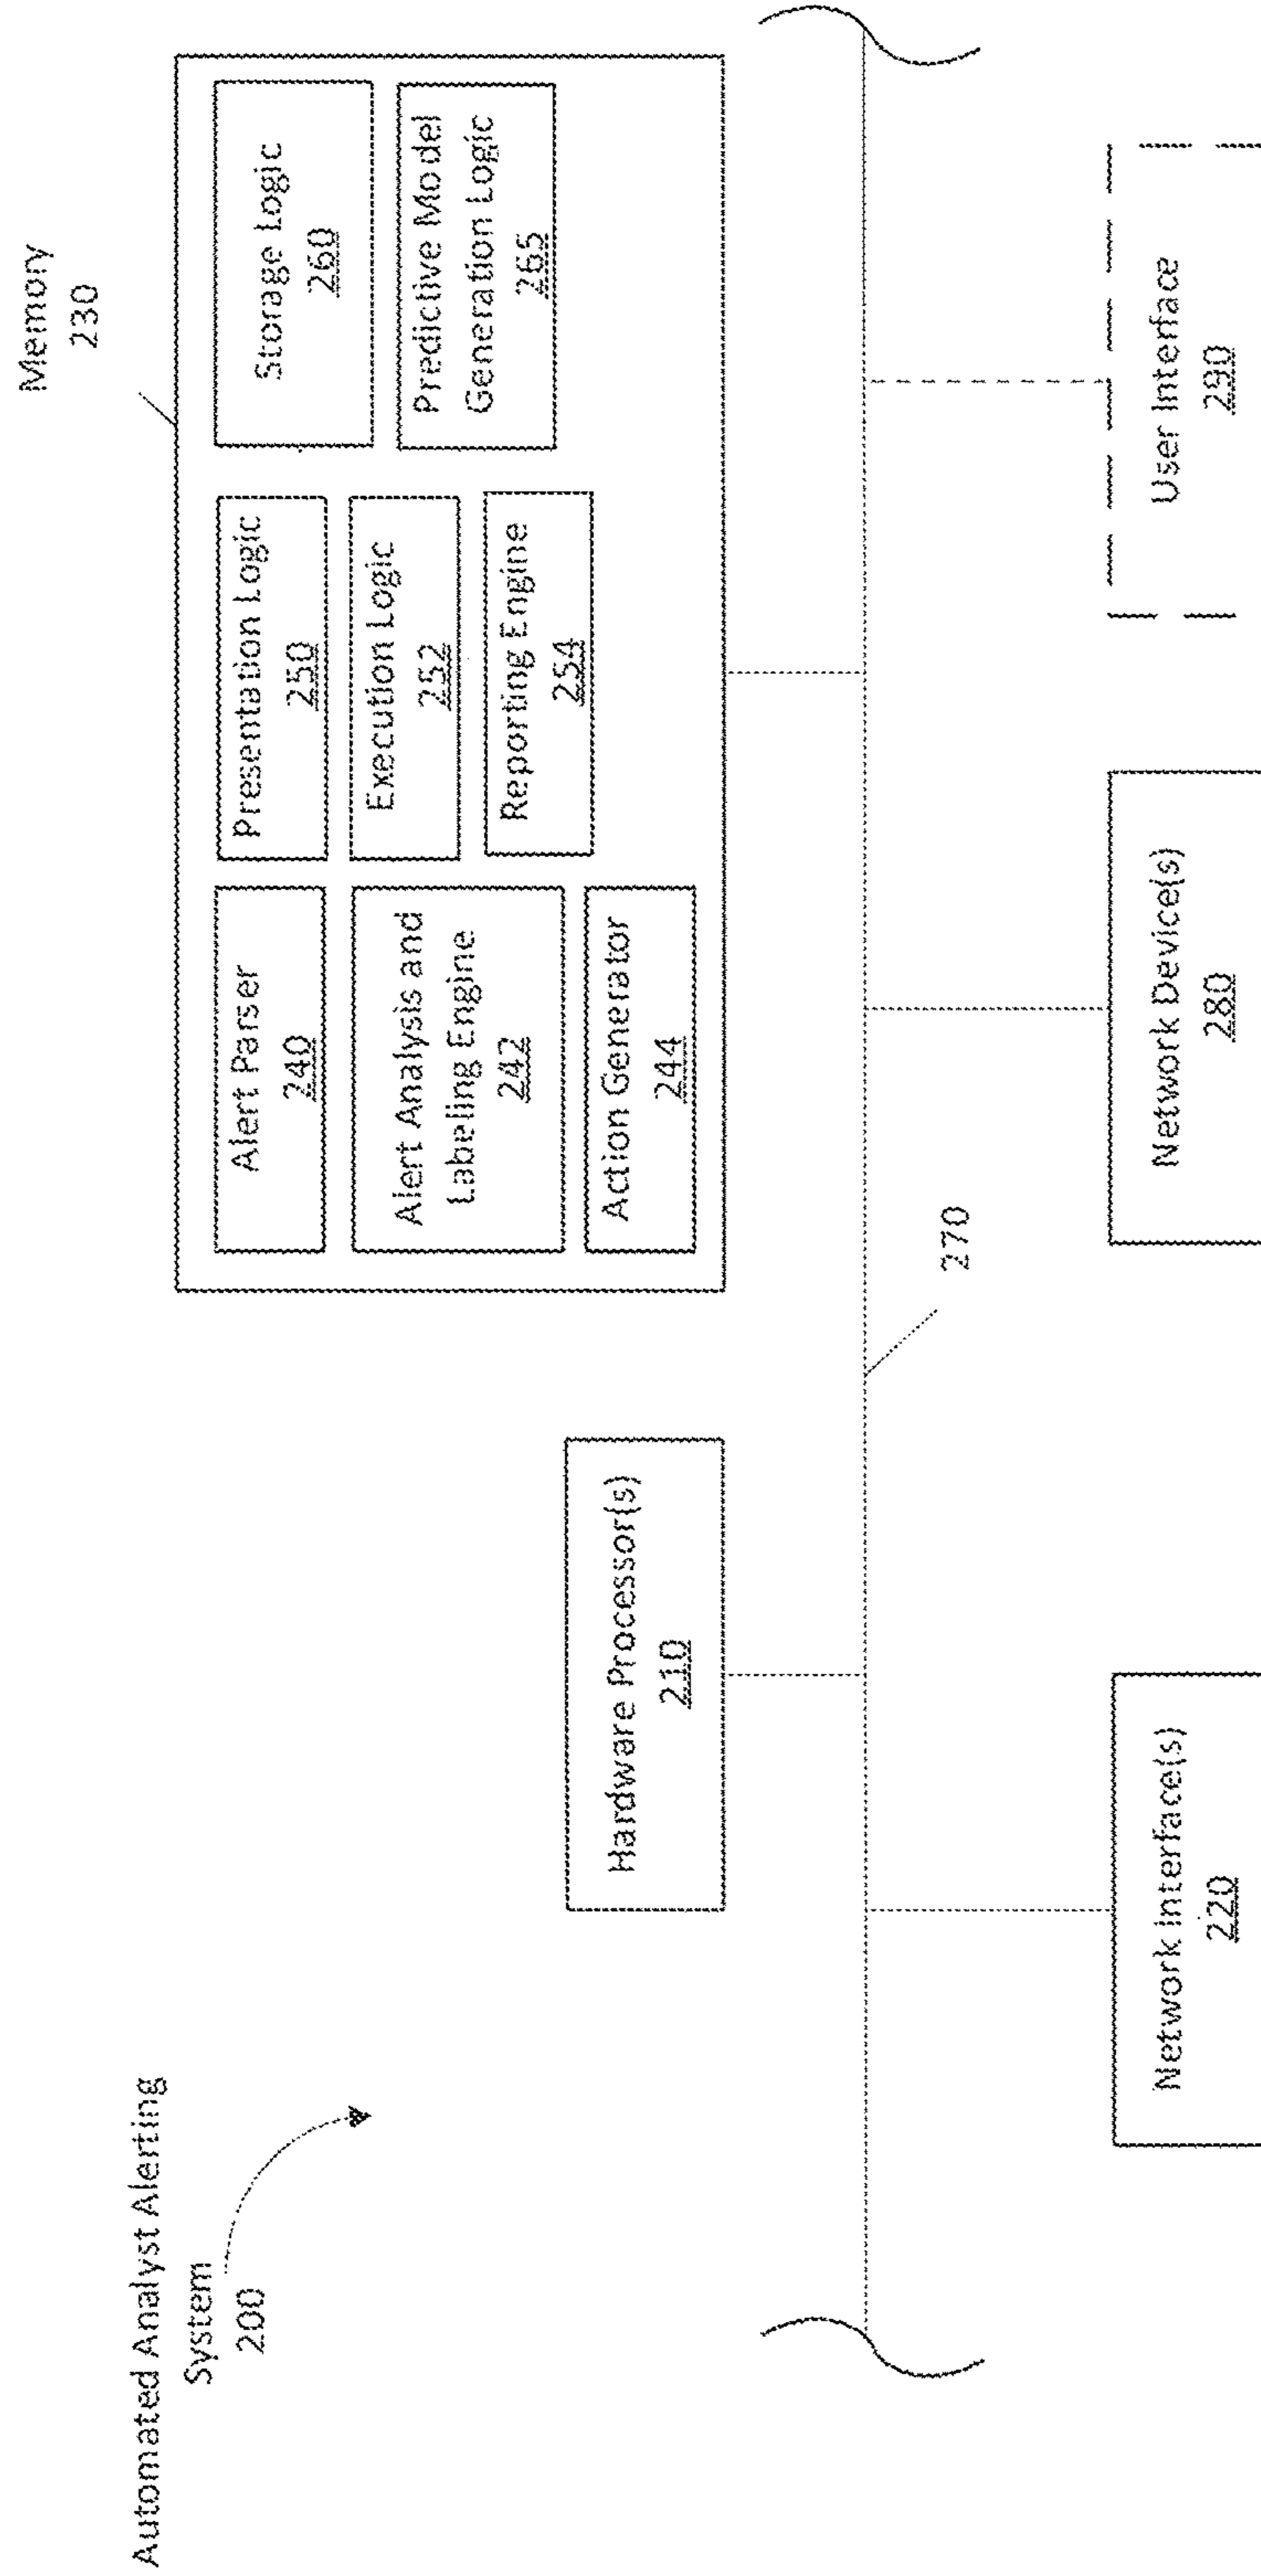 Automated Analyst Alerting
System
200
Memory
230
Alert Parser
240
Alert Analysis and
Labeling Engine
242
Action Generator
244
Presentation Logic
250
Execution Logic
252
Reporting Engine
254
Storage Logic
260
Predictive Model
Generation Logic
265
Hardware Processor(s)
210
270
Network Interface(s)
220
Network Device(s)
280
User Interface
290